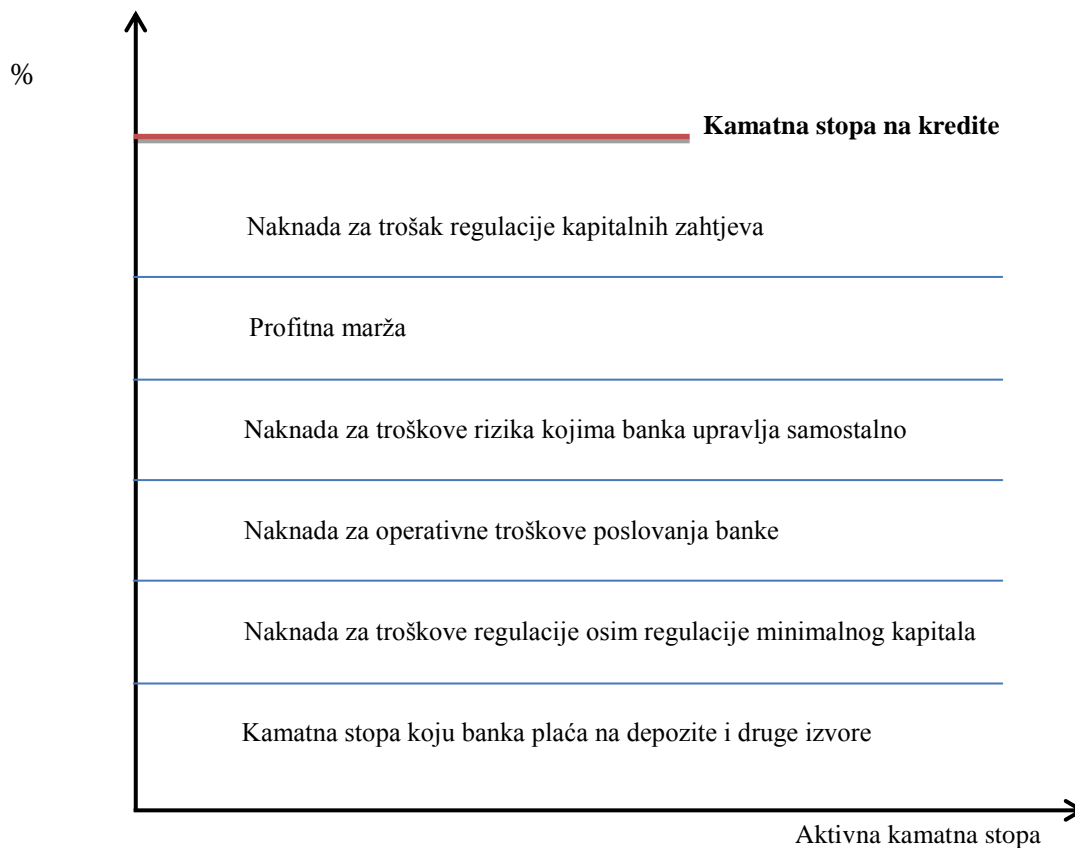 %
Kamatna stopa na kredite
Naknada za trošak regulacije kapitalnih zahtjeva
Profitna marža
Naknada za troškove rizika kojima banka upravlja samostalno
Naknada za operativne troškove poslovanja banke
Naknada za troškove regulacije osim regulacije minimalnog kapitala
Kamatna stopa koju banka plaća na depozite i druge izvore
Aktivna kamatna stopa